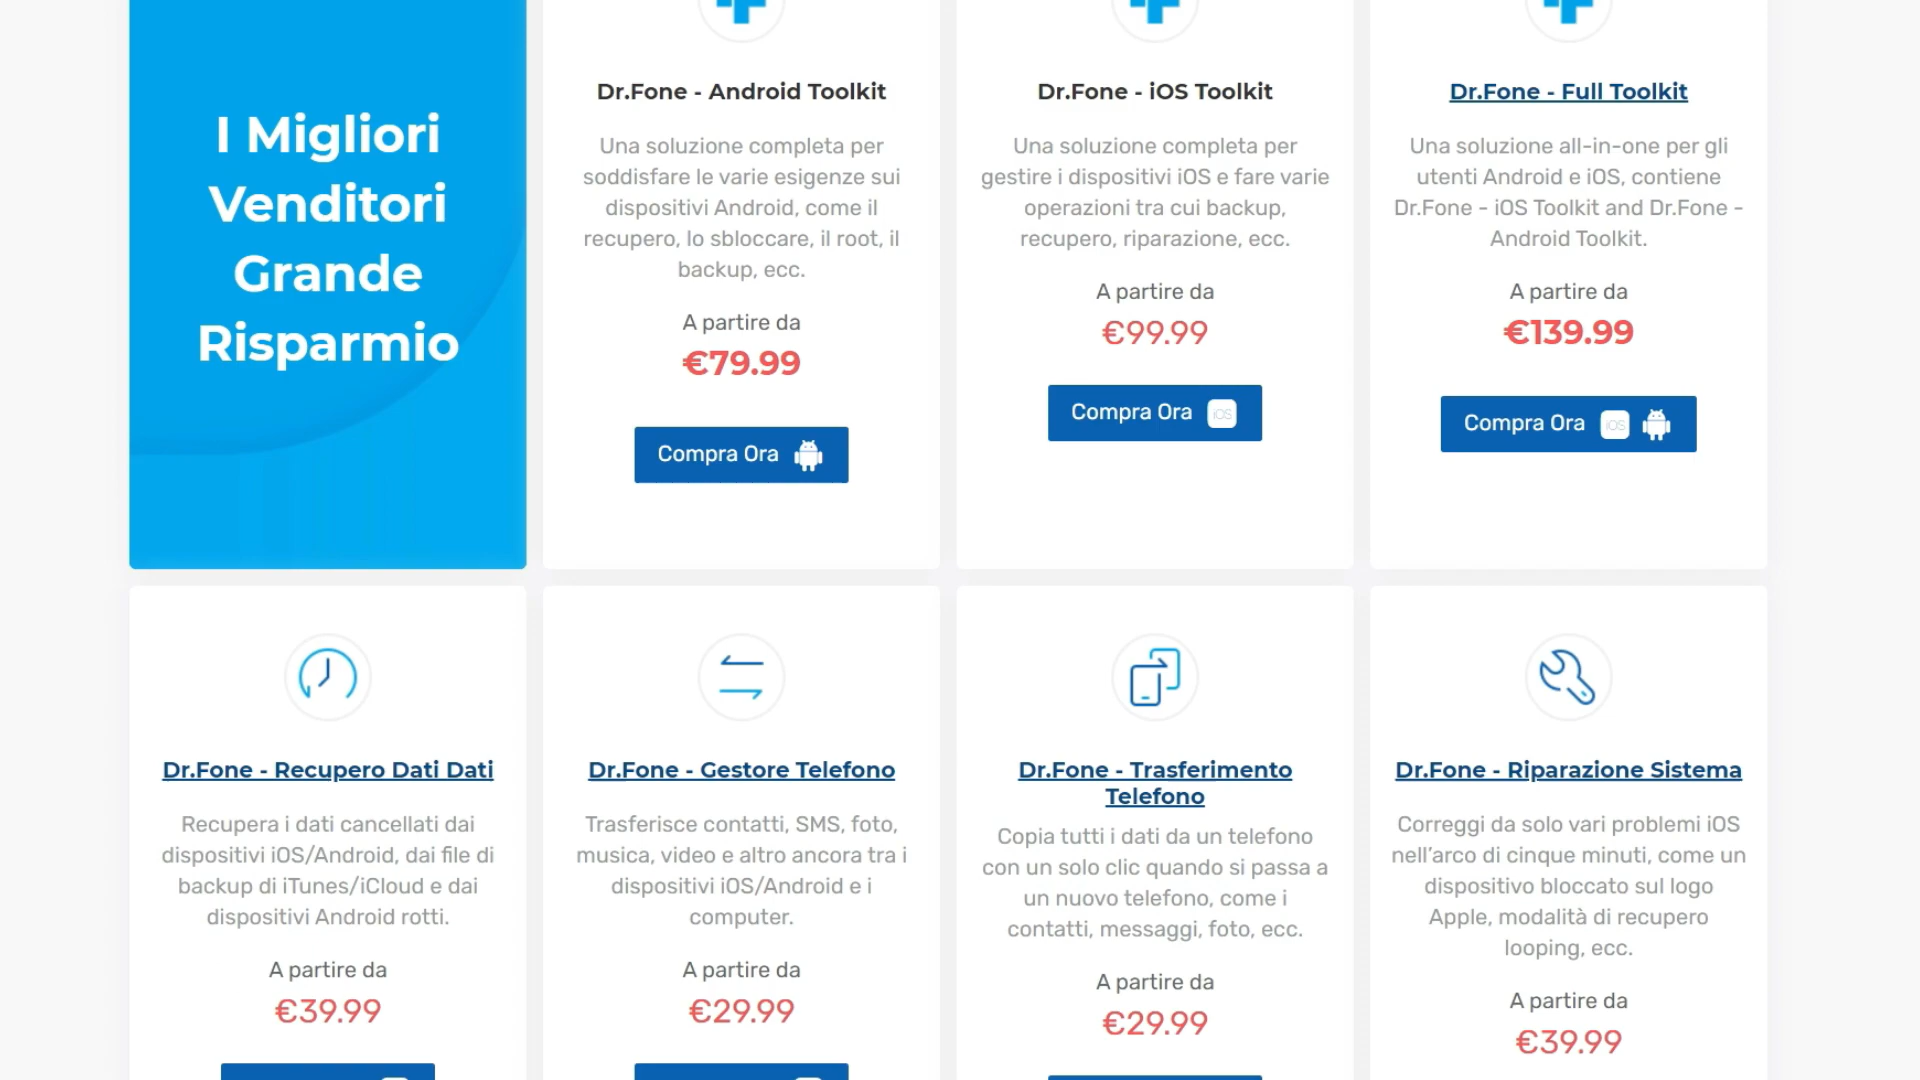 I Migliori
Venditori
Grande
Risparmio
Dr.Fone - Android Toolkit
Una soluzione completa per
soddisfare le varie esigenze sui
dispositivi Android, come il
recupero, lo sbloccare, il root, il
backup, ecc.
A partire da
€79.99
Compra Ora
Dr.Fone - iOS Toolkit
Una soluzione completa per
gestire i dispositivi iOS e fare varie
operazioni tra cui backup,
recupero, riparazione, ecc.
A partire da
€99.99
Compra Ora iOS
Dr.Fone - Full Toolkit
Una soluzione all-in-one per gli
utenti Android e iOS, contiene
Dr.Fone - iOS Toolkit and Dr.Fone -
Android Toolkit.
A partire da
€139.99
Compra Ora iOS
Dr.Fone - Recupero Dati Dati
Recupera i dati cancellati dai
dispositivi iOS/Android, dai file di
backup di iTunes/iCloud e dai
dispositivi Android rotti.
A partire da
€39.99
Dr.Fone - Gestore Telefono
Trasferisce contatti, SMS, foto,
musica, video e altro ancora tra i
dispositivi iOS/Android e i
computer.
A partire da
€29.99
Dr.Fone - Trasferimento
Telefono
Copia tutti i dati da un telefono
con un solo clic quando si passa a
un nuovo telefono, come i
contatti, messaggi, foto, ecc.
A partire da
€29.99
Dr.Fone - Riparazione Sistema
Correggi da solo vari problemi iOS
nell'arco di cinque minuti, come un
dispositivo bloccato sul logo
Apple, modalità di recupero
looping, ecc.
A partire da
€39.99